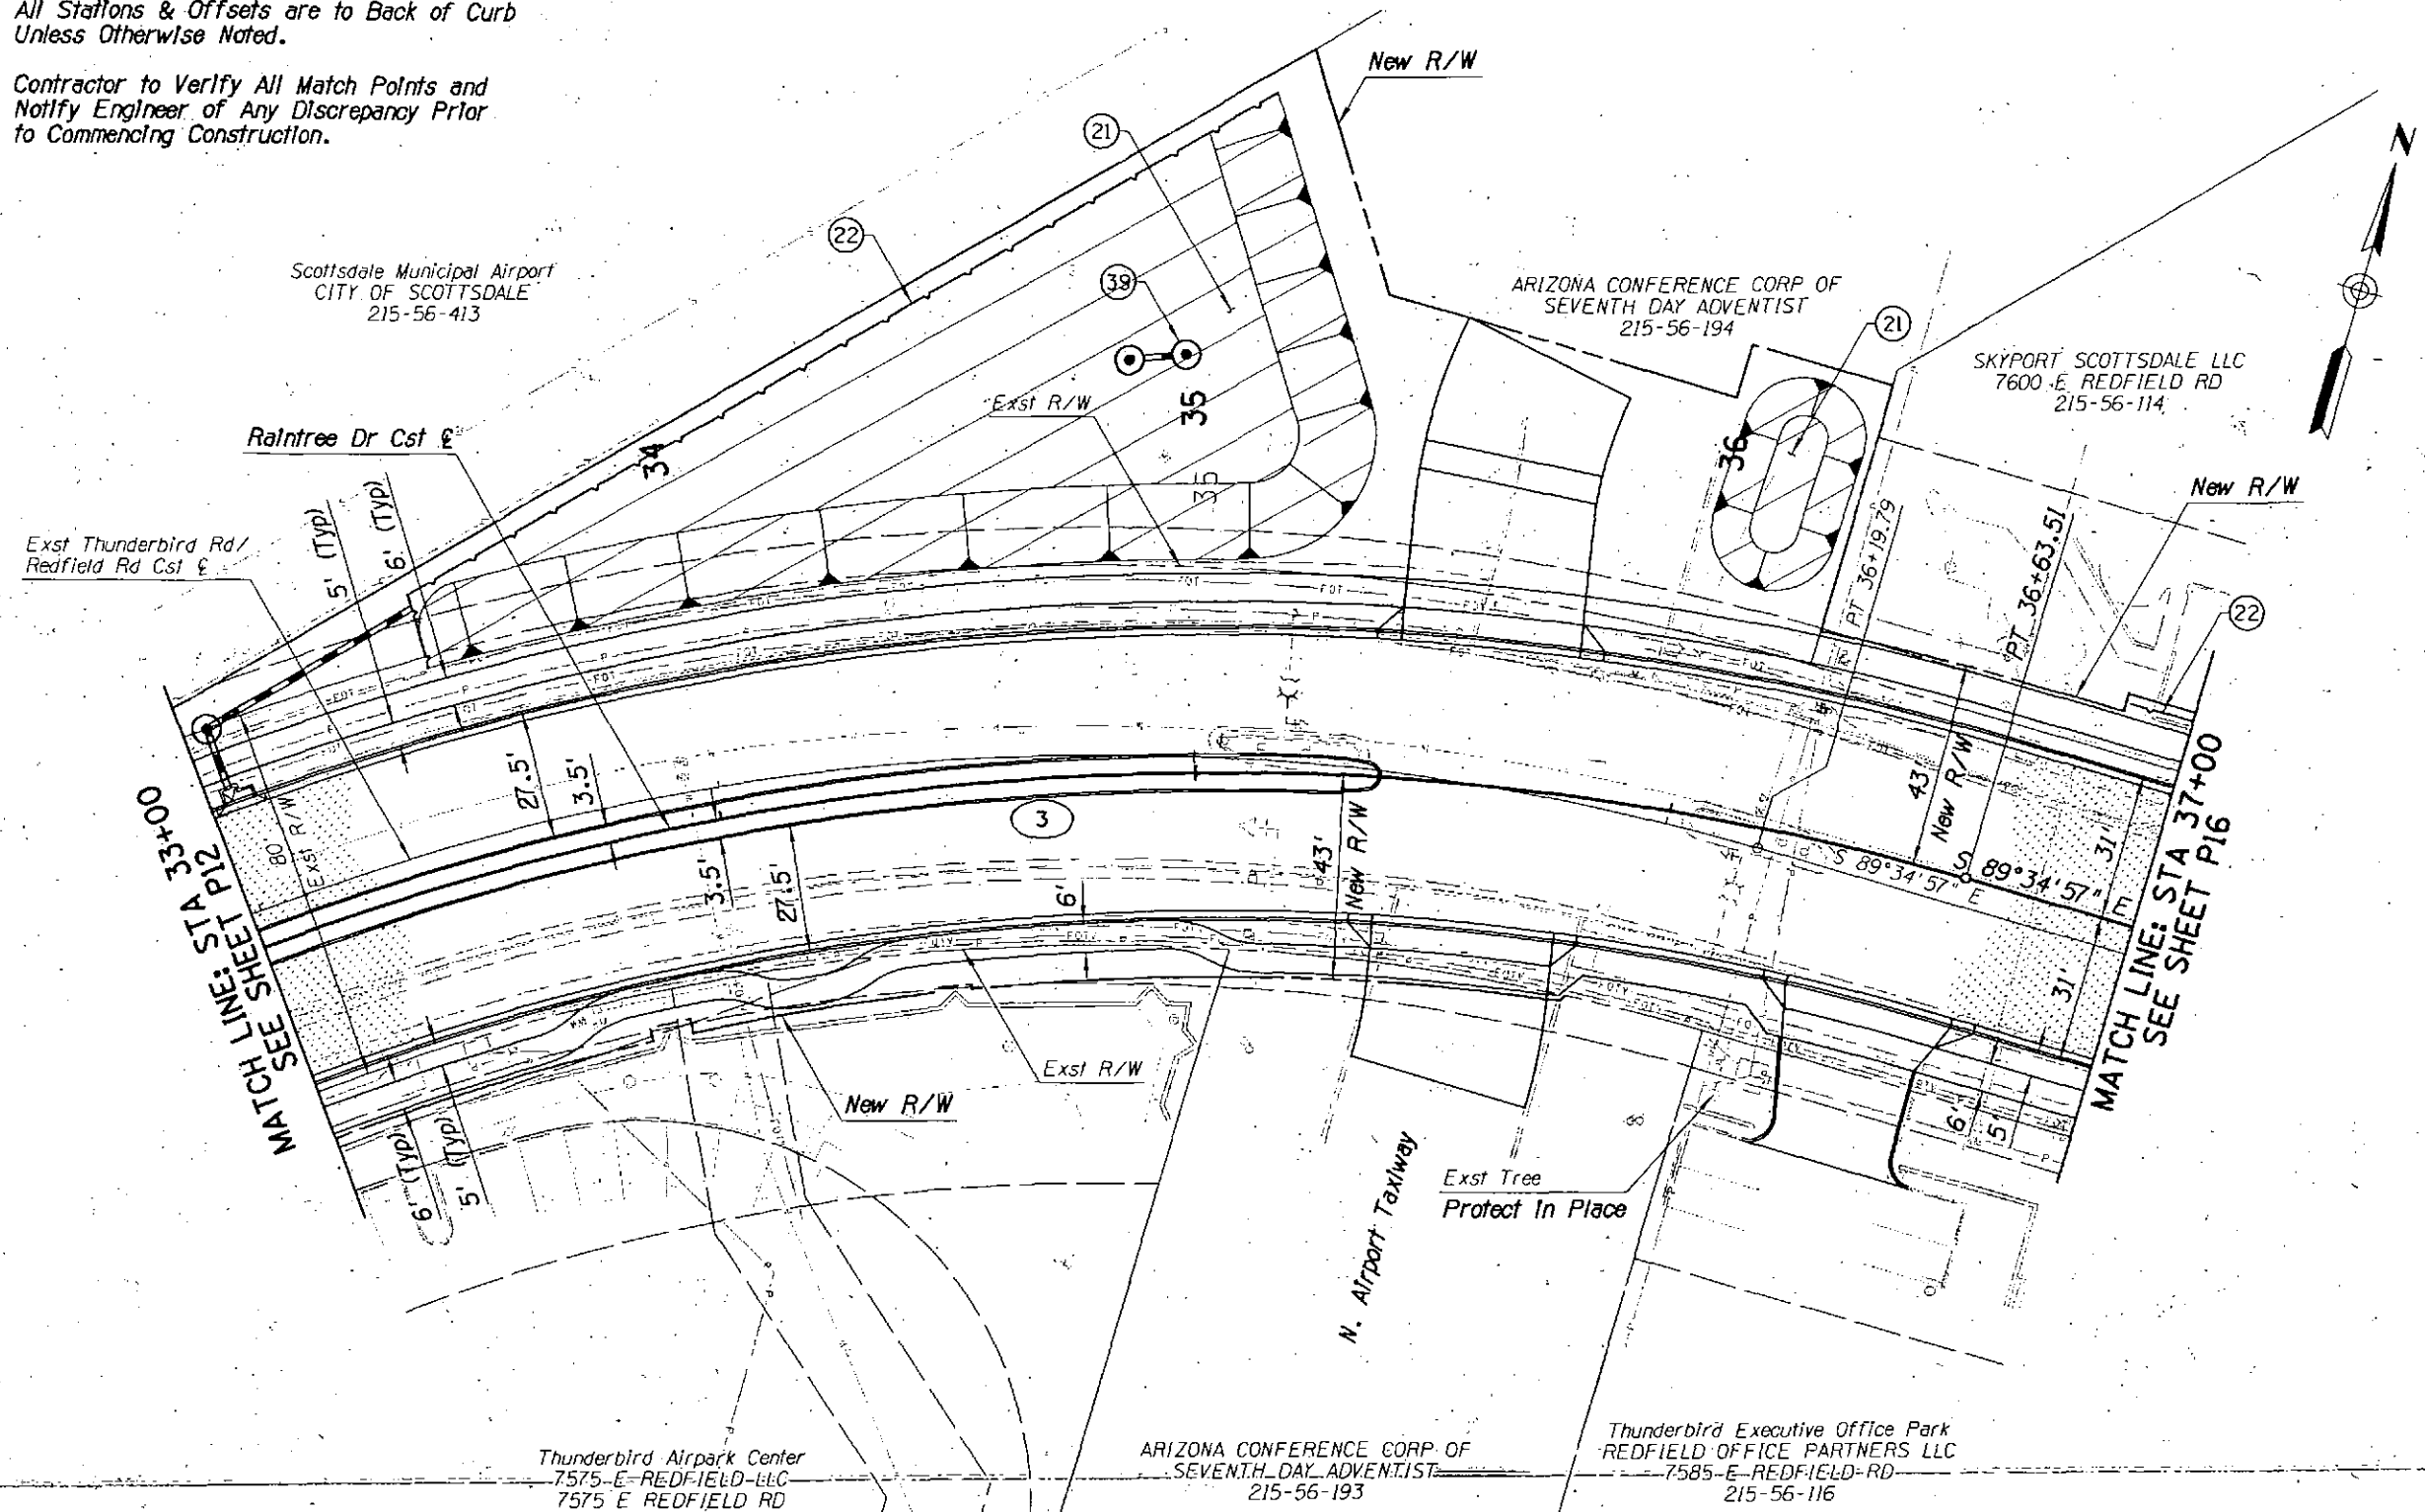 All Stations & Offsets are to Back of Curb
Unless Otherwise Noted.
Contractor to Verify All Match Points and
Notify Engineer of Any Discrepancy Prior
to Commencing Construction.
New R/W
21
22
39
Scottsdale Municipal Airport
CITY OF SCOTTSDALE
215-56-413
ARIZONA CONFERENCE CORP OF
SEVENTH DAY ADVENTIST
215-56-194
21
N
SKYPORT SCOTTSDALE LLC
7600 E REDFIELD RD
215-56-114
Exst R/W
35
35
34
36
Raintree Dr Cst ℄
Exst Thunderbird Rd/
Redfield Rd Cst ℄
5' (Typ)
6' (Typ)
PT 36+19.79
PT 36+63.51
New R/W
22
27.5'
3.5'
3
3.5'
27.5'
6'
43'
New R/W
43'
New R/W
80'
Exst R/W
S 89°34'57" E
S 89°34'57" E
31'
31'
MATCH LINE: STA 33+00
SEE SHEET P12
MATCH LINE: STA 37+00
SEE SHEET P16
6' (Typ)
5' (Typ)
New R/W
Exst R/W
N. Airport Taxiway
Exst Tree
Protect In Place
6'
5'
Thunderbird Airpark Center
7575 E REDFIELD LLC
7575 E REDFIELD RD
ARIZONA CONFERENCE CORP OF
SEVENTH DAY ADVENTIST
215-56-193
Thunderbird Executive Office Park
REDFIELD OFFICE PARTNERS LLC
7585 E REDFIELD RD
215-56-116